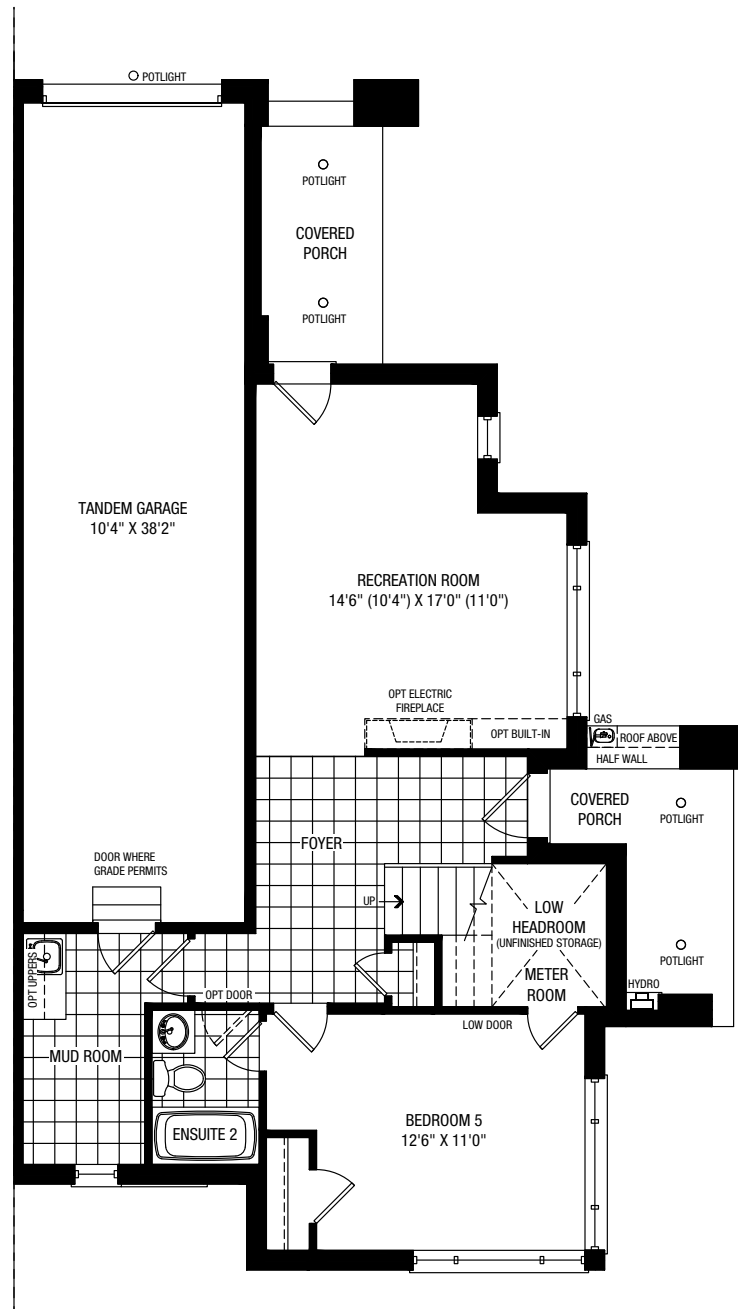 POTLIGHT
POTLIGHT
COVERED
PORCH
POTLIGHT
TANDEM GARAGE
10'4" X 38'2"
RECREATION ROOM
14'6" (10'4") X 17'0" (11'0")
OPT ELECTRIC
FIREPLACE
OPT BUILT-IN
GAS
ROOF ABOVE
HALF WALL
COVERED
PORCH
POTLIGHT
FOYER
DOOR WHERE
GRADE PERMITS
UP
LOW
HEADROOM
(UNFINISHED STORAGE)
METER
ROOM
POTLIGHT
HYDRO
OPT UPPERS
OPT DOOR
LOW DOOR
MUD ROOM
ENSUITE 2
BEDROOM 5
12'6" X 11'0"